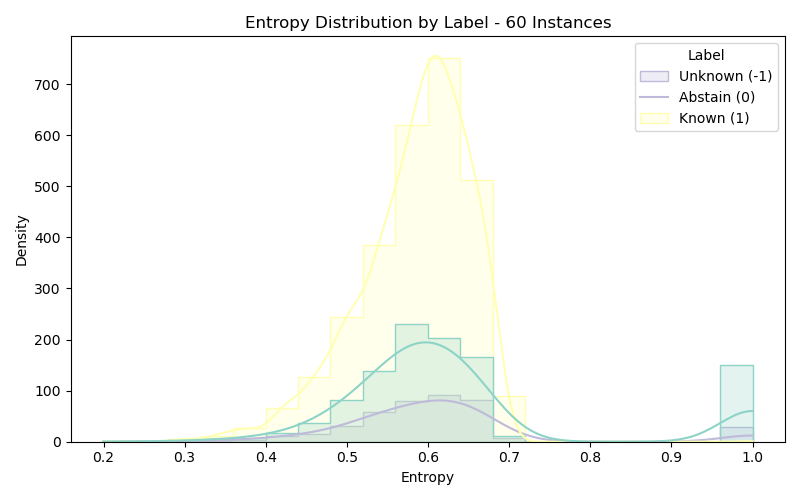 Entropy Distribution by Label - 60 Instances
Label
Unknown (-1)
Abstain (0)
Known (1)
Density
700
600
500
400
300
200
100
0
0.2 0.3 0.4 0.5 0.6 0.7 0.8 0.9 1.0
Entropy